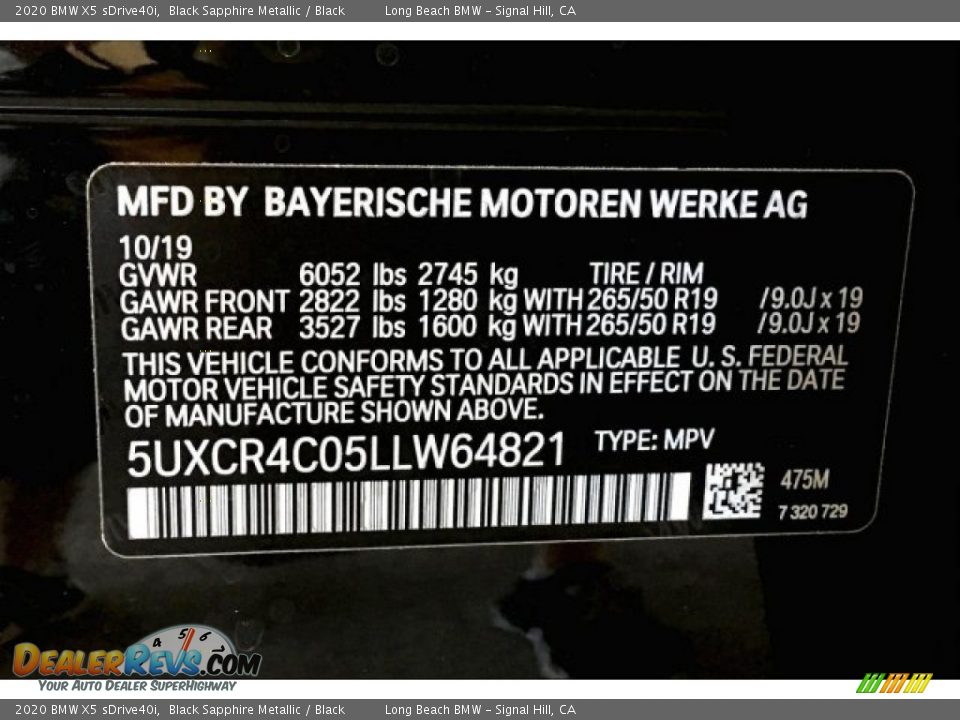 2020 BMW X5 sDrive40i, Black Sapphire Metallic / Black Long Beach BMW - Signal Hill, CA
MFD BY BAYERISCHE MOTOREN WERKE AG
10/19
GVWR 6052 lbs 2745 kg TIRE / RIM
GAWR FRONT 2822 lbs 1280 kg WITH 265/50 R19 /9.0J x 19
GAWR REAR 3527 lbs 1600 kg WITH 265/50 R19 /9.0J x 19
THIS VEHICLE CONFORMS TO ALL APPLICABLE U. S. FEDERAL
MOTOR VEHICLE SAFETY STANDARDS IN EFFECT ON THE DATE
OF MANUFACTURE SHOWN ABOVE.
5UXCR4C05LLW64821 TYPE: MPV
475M
7 320 729
4 5 6
DEALERREVS.COM
YOUR AUTO DEALER SUPERHIGHWAY
2020 BMW X5 sDrive40i, Black Sapphire Metallic / Black Long Beach BMW - Signal Hill, CA